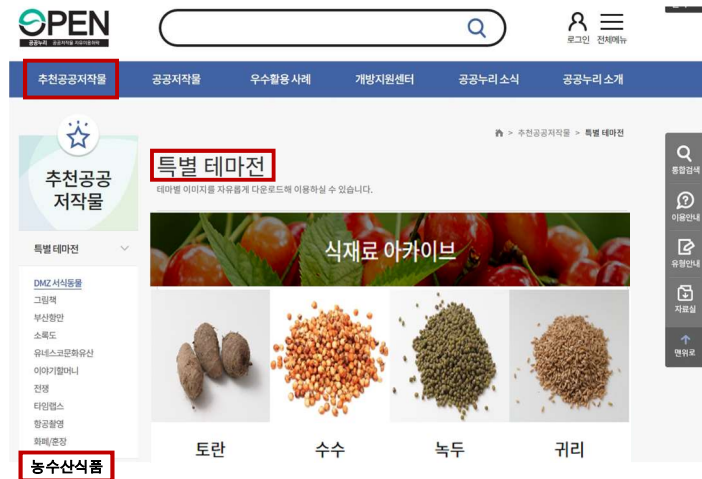 OPEN
공공누리 공공저작물 자유이용허락
로그인 전체메뉴
추천공공저작물 공공저작물 우수활용 사례 개방지원센터 공공누리 소식 공공누리 소개
> 추천공공저작물 > 특별 테마전
추천공공
저작물
특별 테마전
테마별 이미지를 자유롭게 다운로드해 이용하실 수 있습니다.
특별 테마전
식재료 아카이브
DMZ 서식동물
그림책
부산항만
소록도
유네스코문화유산
이야기할머니
전쟁
타임캡스
항공촬영
화폐/훈장
농수산식품
토란 수수 녹두 귀리
통합검색
이용안내
유형안내
자료실
맨위로